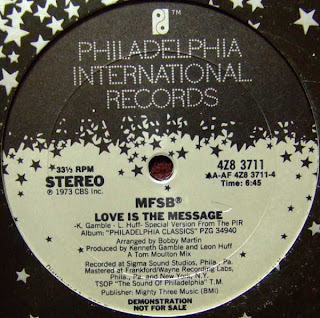 TM
PHILADELPHIA
INTERNATIONAL
RECORDS
33⅓ RPM
STEREO
℗ 1973 CBS Inc.
4Z8 3711
AA-AF 4Z8 3711-4
Time: 6:45
MFSB®
LOVE IS THE MESSAGE
-K. Gamble - L. Huff- Special Version From The PIR
Album: "PHILADELPHIA CLASSICS" PZG 34940
Arranged by Bobby Martin
Produced by Kenneth Gamble and Leon Huff
A Tom Moulton Mix
Recorded at Sigma Sound Studios, Phila., Pa.
Mastered at Frankford/Wayne Recording Labs,
Phila., Pa. and New York, N.Y.
TSOP "The Sound Of Philadelphia" T.M.
Publisher: Mighty Three Music (BMI)
DEMONSTRATION
NOT FOR SALE